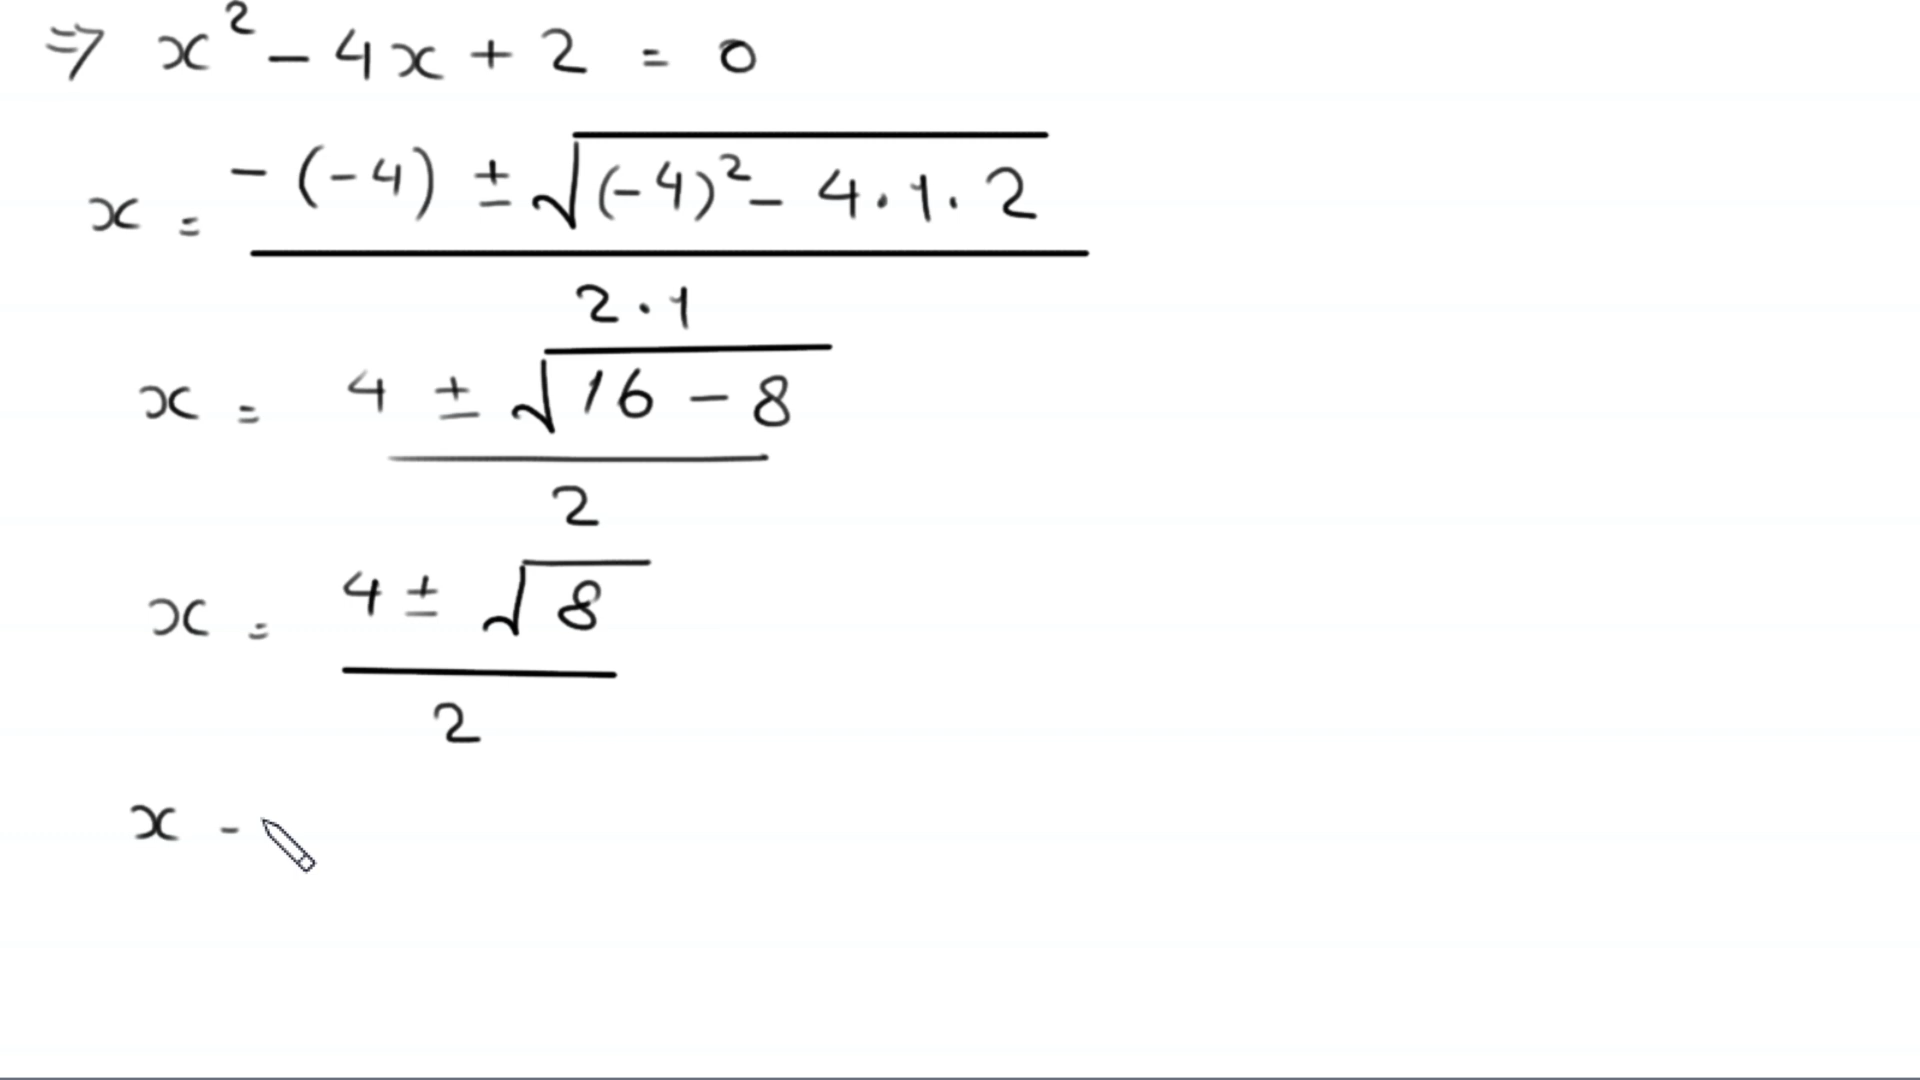 ⇒ x² - 4x + 2 = 0
x = (-(-4) ± √((-4)² - 4·1·2)) / (2·1)
x = (4 ± √(16 - 8)) / 2
x = (4 ± √8) / 2
x -